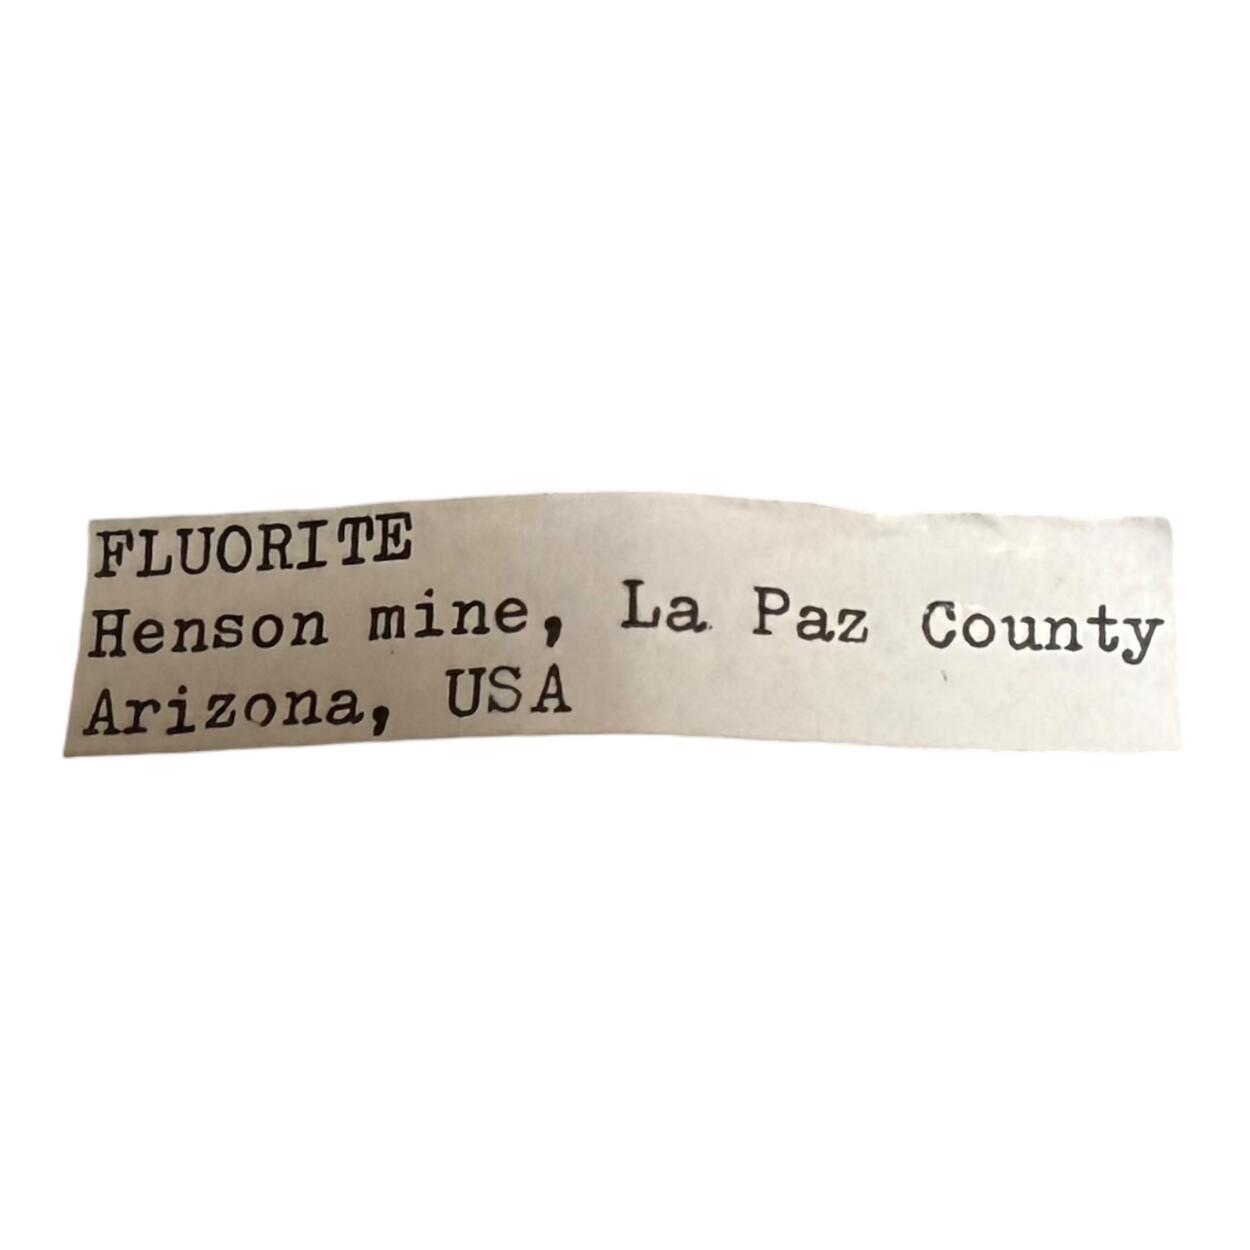 FLUORITE
Henson mine, La Paz County
Arizona, USA